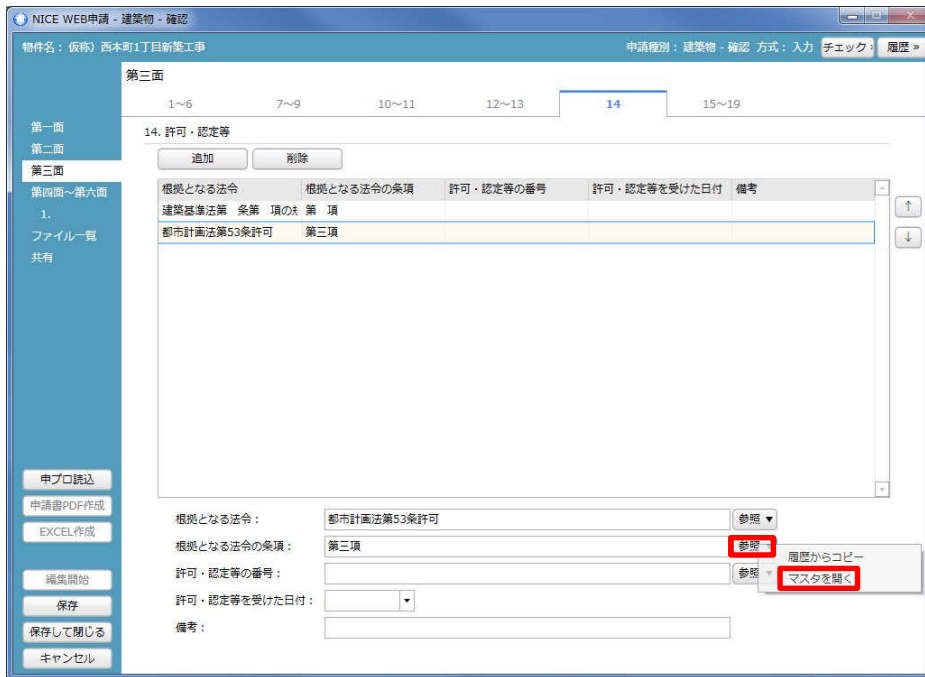 NICE WEB申請 - 建築物 - 確認
物件名：仮称）西本町1丁目新築工事
申請種別：建築物 - 確認 方式：入力
チェック
履歴 »
第三面
1～6
7～9
10～11
12～13
14
15～19
第一面
第二面
第三面
第四面～第六面
1.
ファイル一覧
共有
14. 許可・認定等
追加
削除
根拠となる法令 根拠となる法令の条項 許可・認定等の番号 許可・認定等を受けた日付 備考
建築基準法第 条第 項の 第 項
都市計画法第53条許可 第三項
↑
↓
申プロ読込
申請書PDF作成
EXCEL作成
編集開始
保存
保存して閉じる
キャンセル
根拠となる法令： 都市計画法第53条許可 参照 ▼
根拠となる法令の条項： 第三項 参照 ▼
許可・認定等の番号： 参照 ▼
許可・認定等を受けた日付：
備考：
履歴からコピー
マスタを開く